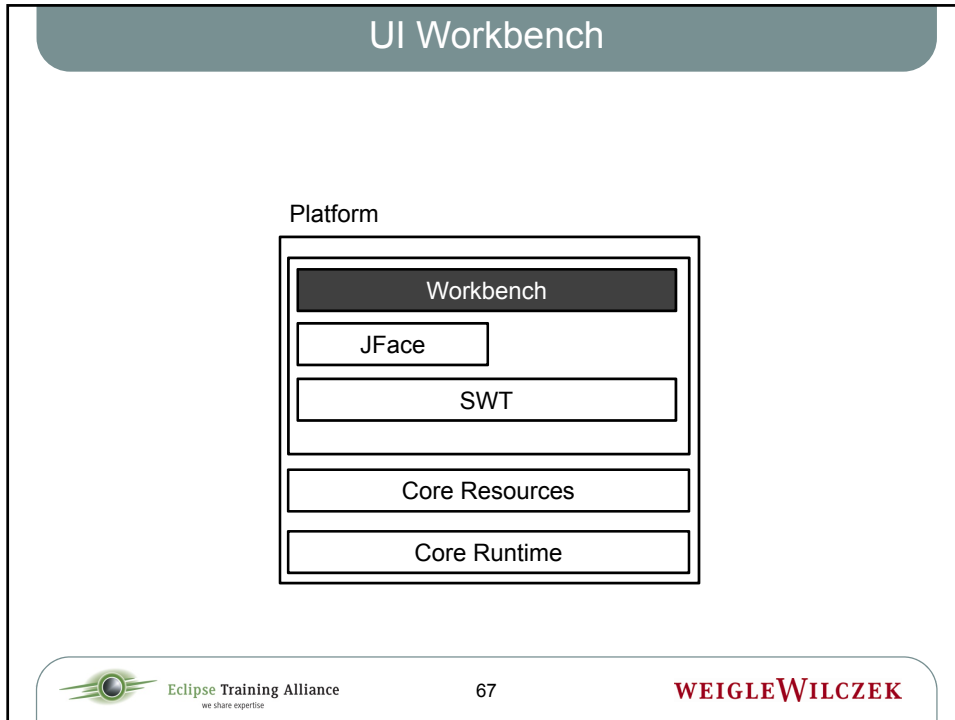 UI Workbench
Platform
Workbench
JFace
SWT
Core Resources
Core Runtime
Eclipse Training Alliance
we share expertise
67
WEIGLEWILCZEK